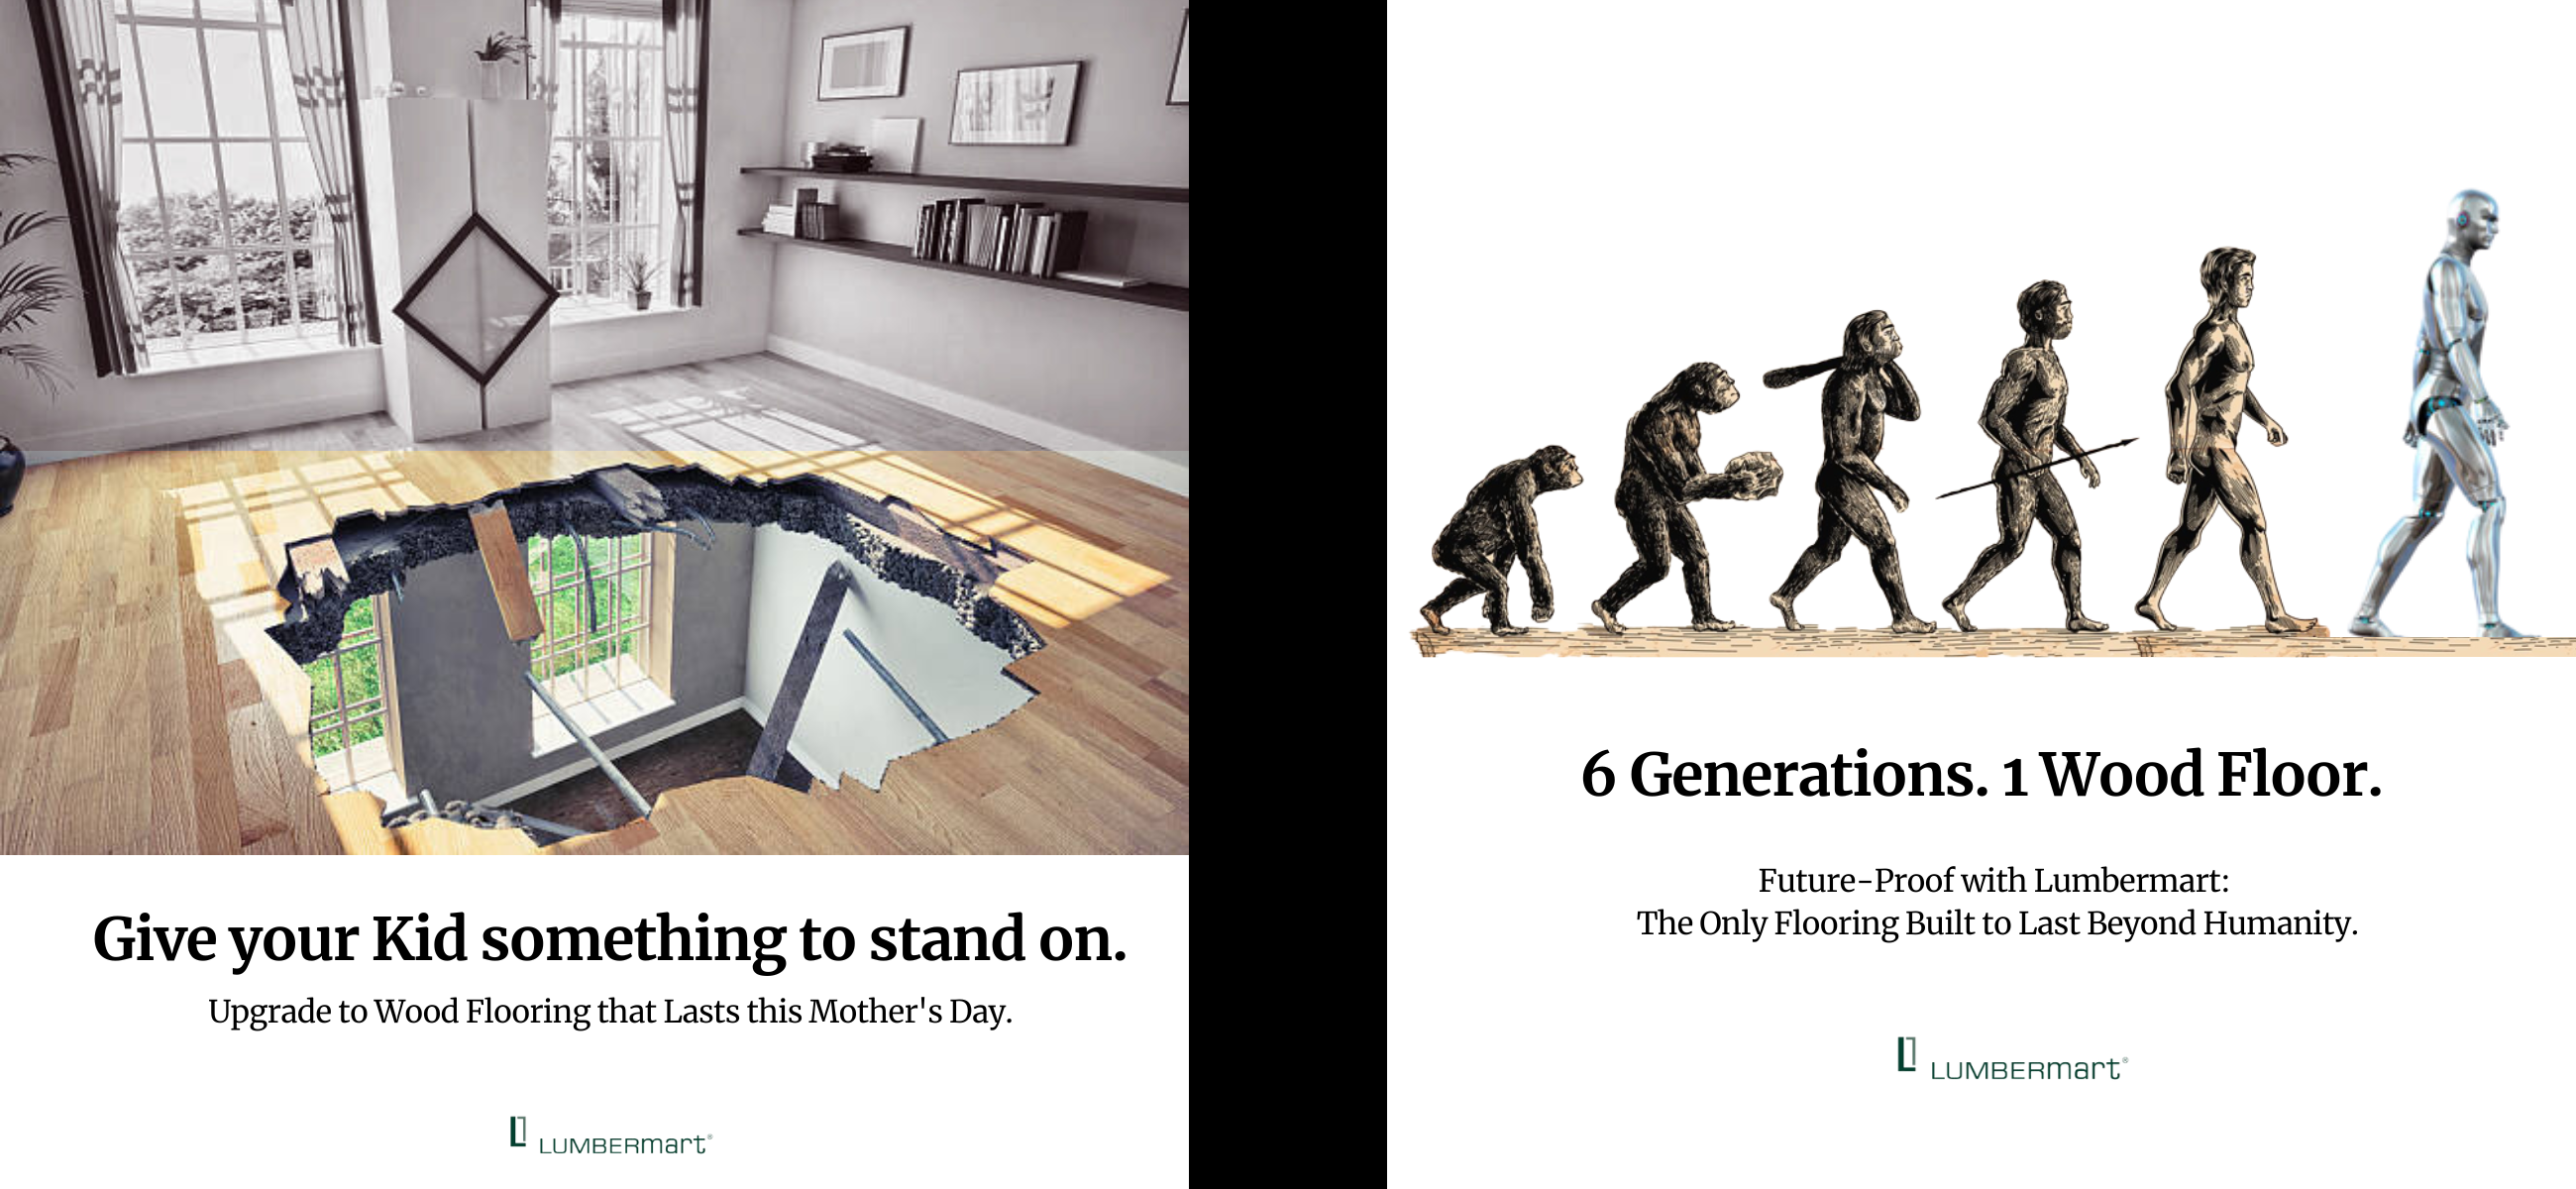 Give your Kid something to stand on.
Upgrade to Wood Flooring that Lasts this Mother's Day.
LUMBERmart®
6 Generations. 1 Wood Floor.
Future-Proof with Lumbermart:
The Only Flooring Built to Last Beyond Humanity.
LUMBERmart®